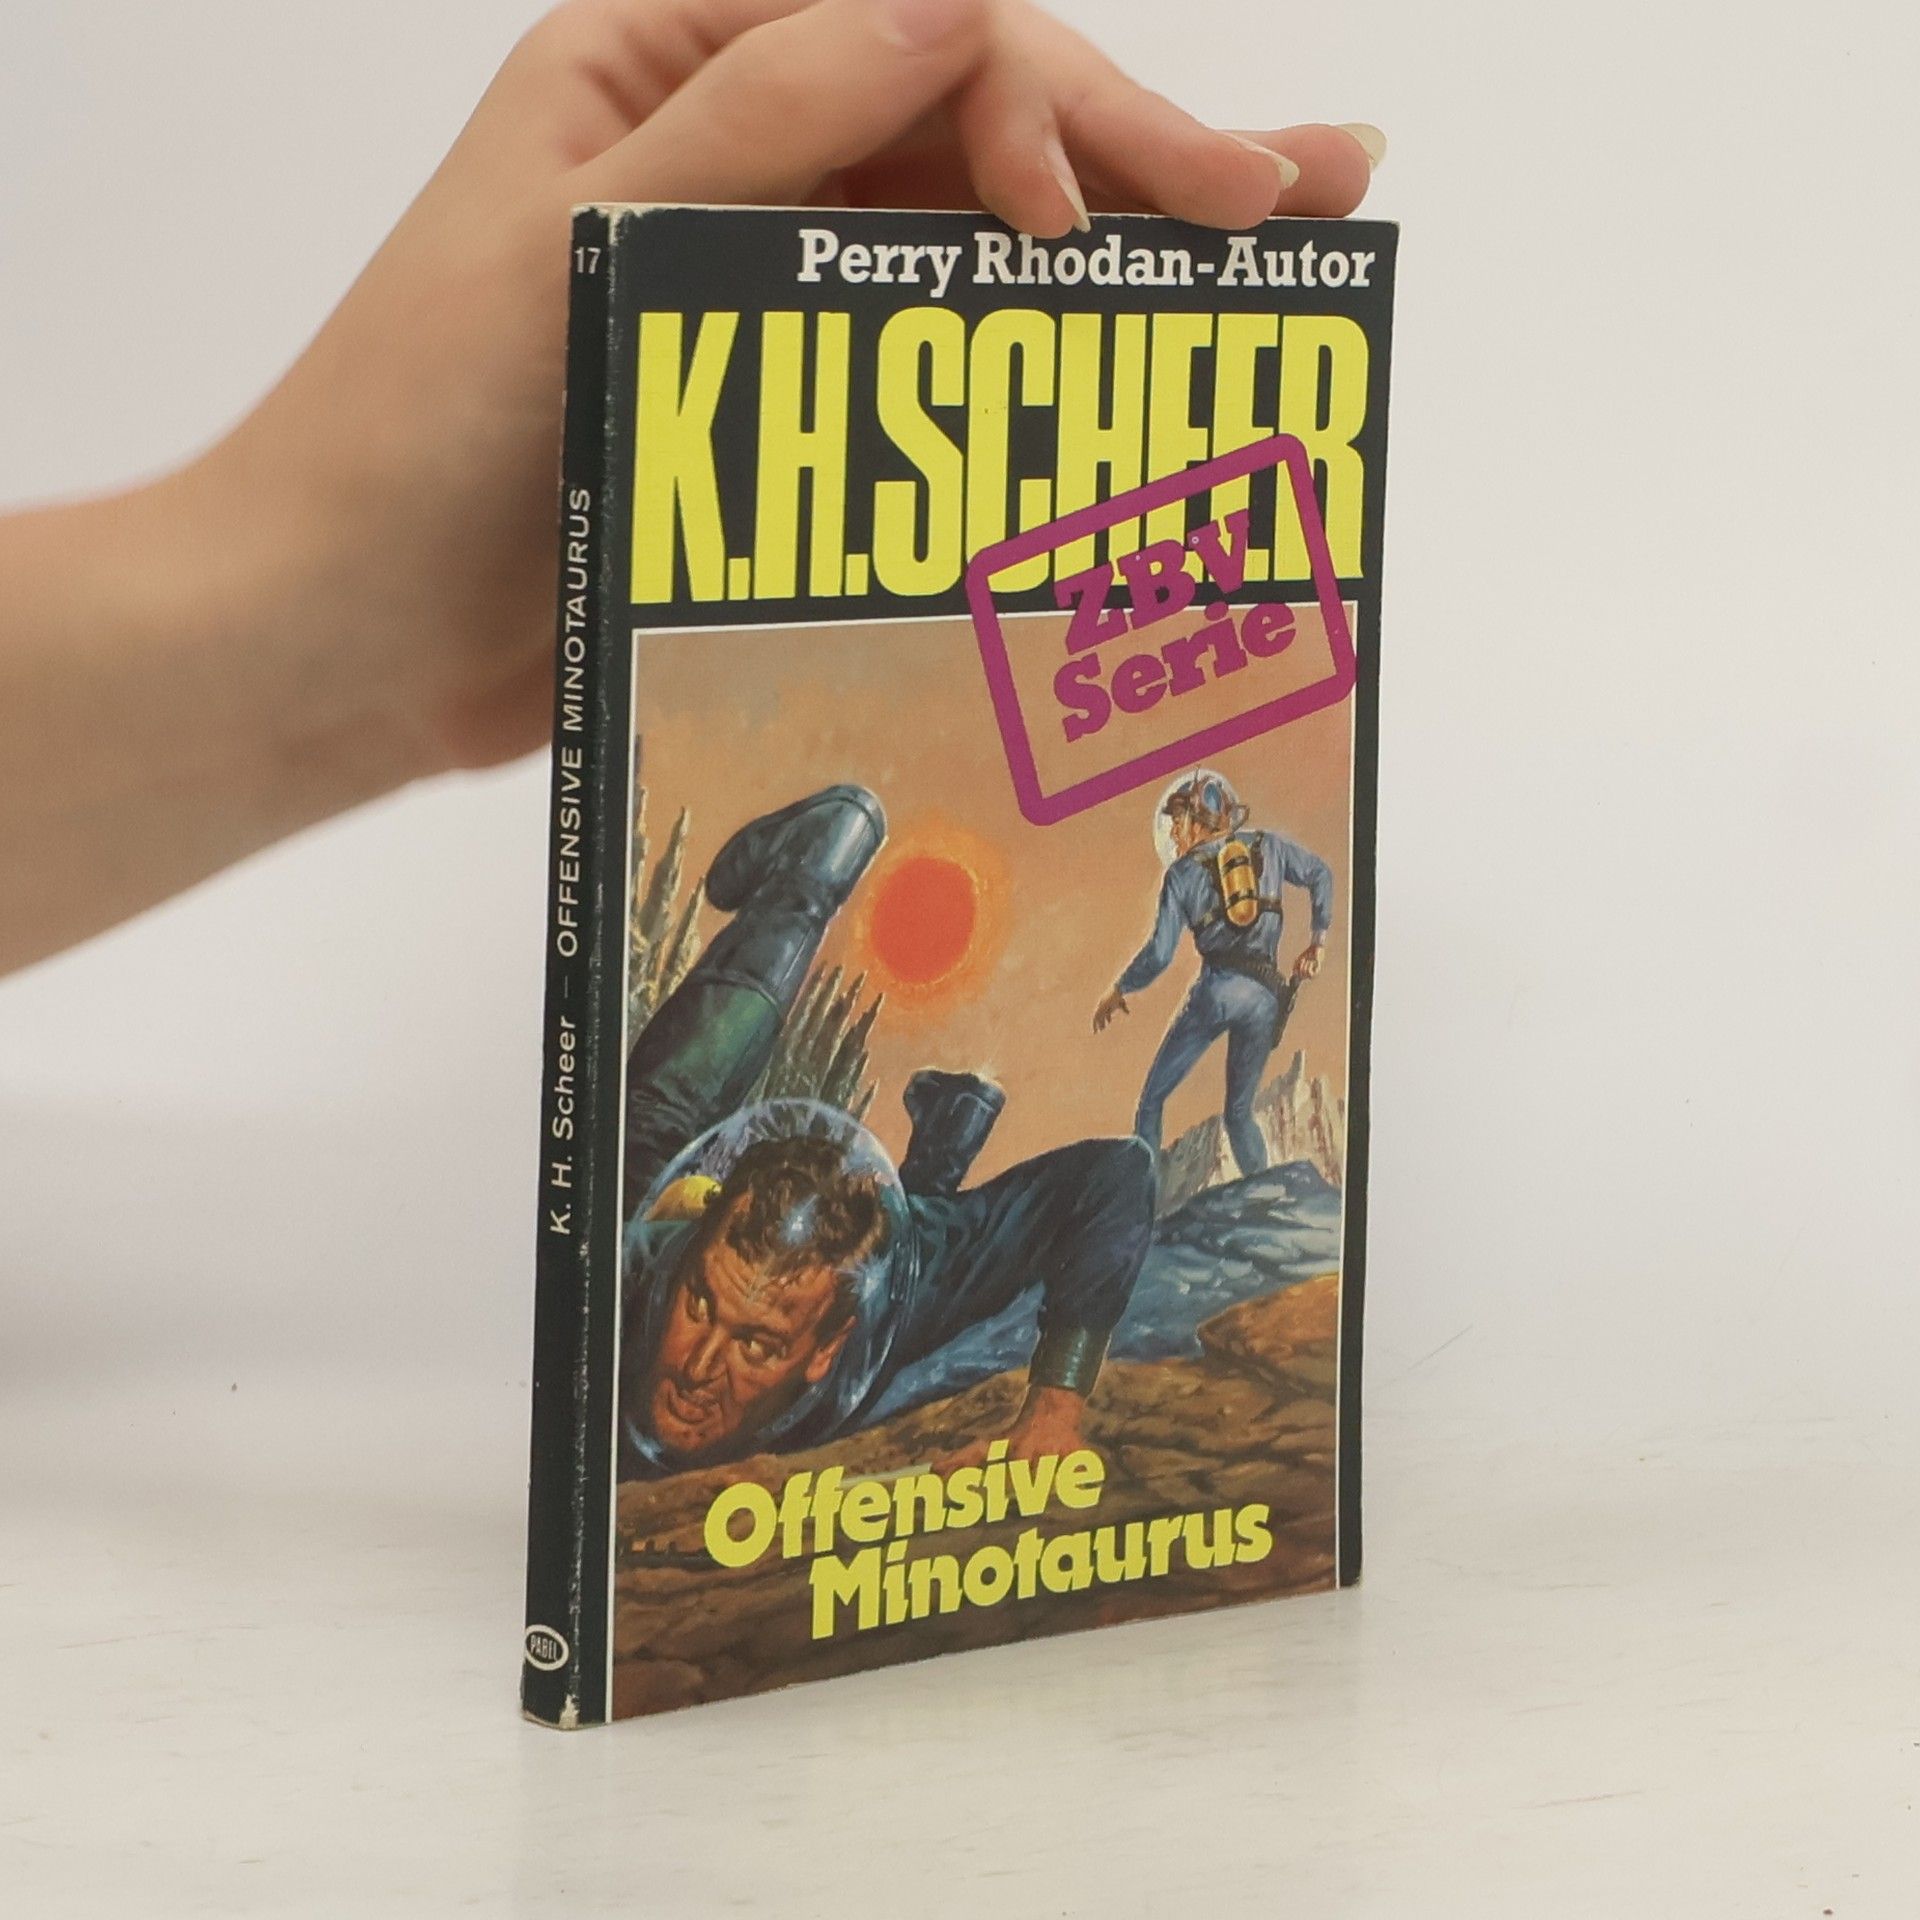 17
K. H. Scheer – OFFENSIVE MINOTAURUS
PABEL
Perry Rhodan-Autor
K.H.SCHEER
ZBV
Serie
Offensive
Minotaurus